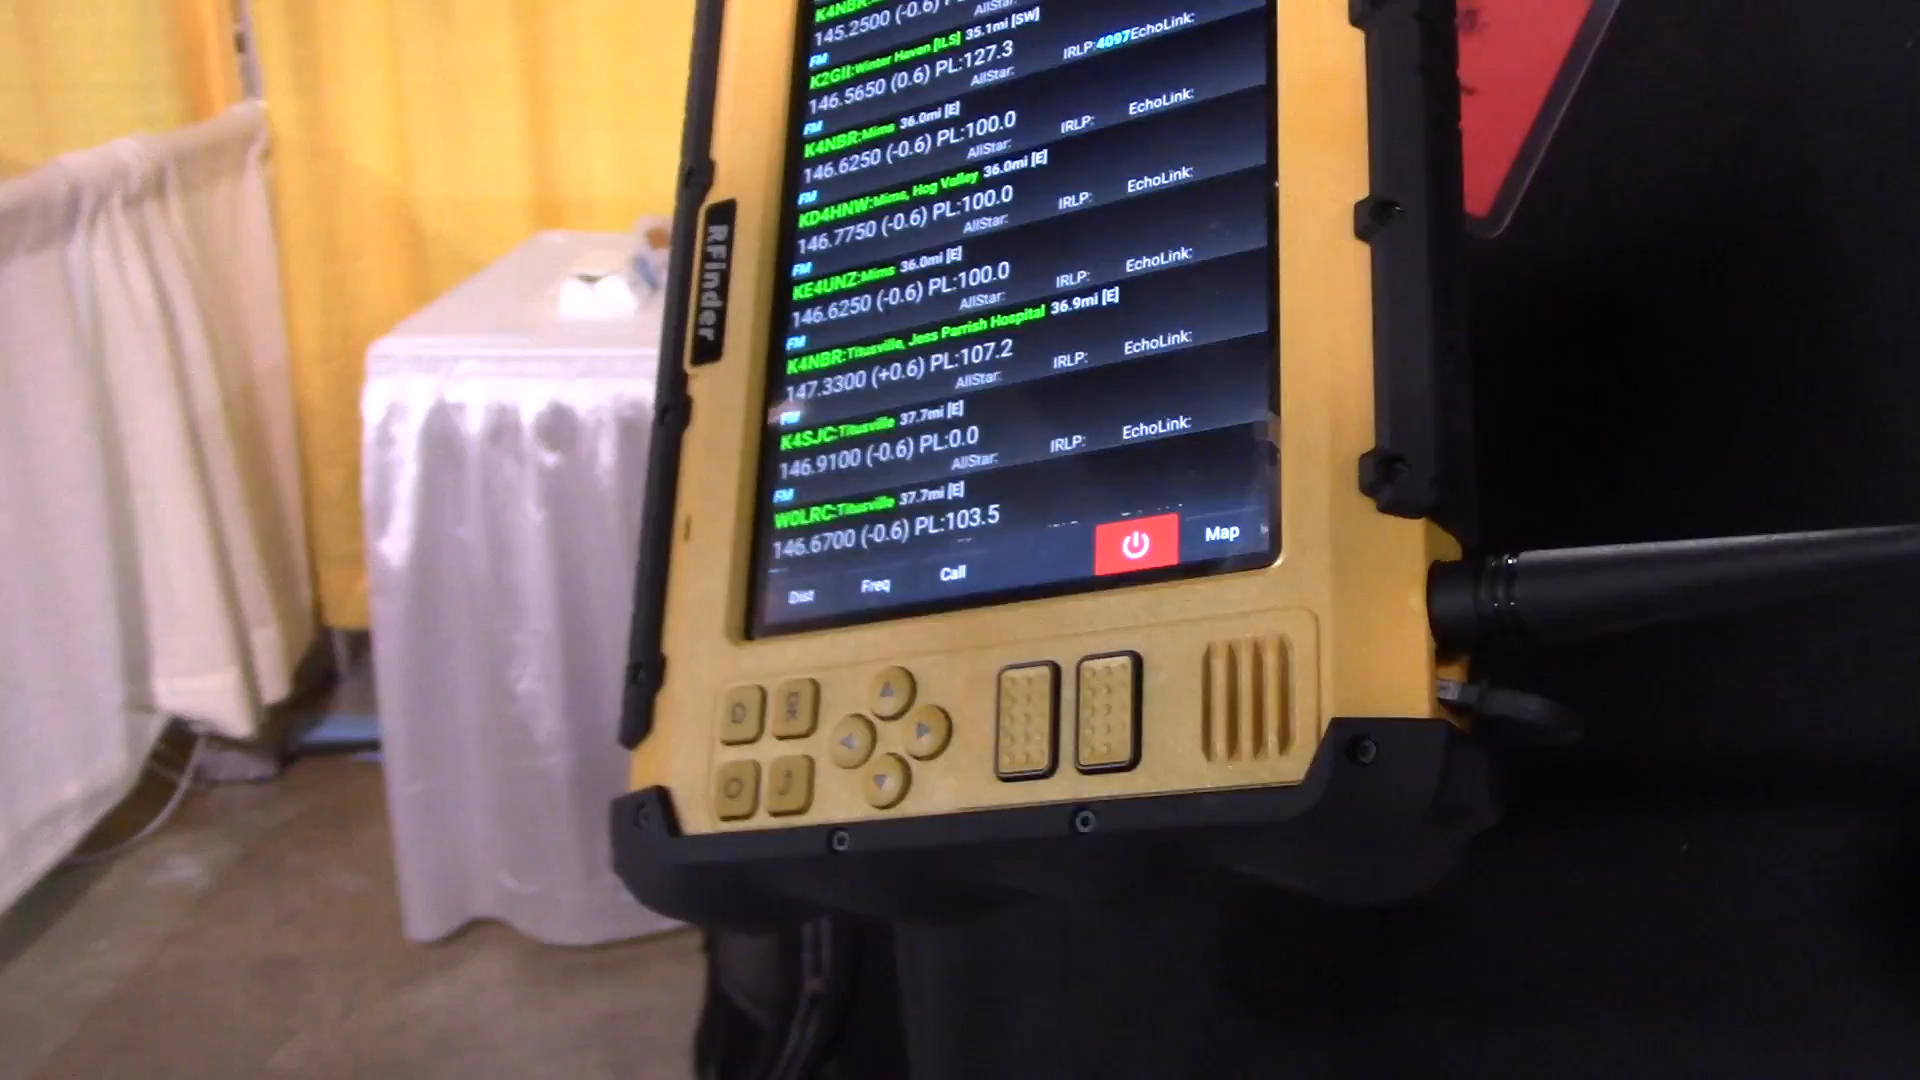 K4NBR:
145.2500 (-0.6)
AllStar:
FM
K2GII:Winter Haven [ILS] 35.1mi [SW]
146.5650 (0.6) PL:127.3
AllStar:
IRLP:4097EchoLink:
FM
K4NBR:Mims 36.0mi [E]
146.6250 (-0.6) PL:100.0
AllStar:
IRLP:
EchoLink:
FM
KD4HNW:Mims, Hog Valley 36.0mi [E]
146.7750 (-0.6) PL:100.0
AllStar:
IRLP:
EchoLink:
FM
KE4UNZ:Mims 36.0mi [E]
146.6250 (-0.6) PL:100.0
AllStar:
IRLP:
EchoLink:
FM
K4NBR:Titusville, Jess Parrish Hospital 36.9mi [E]
147.3300 (+0.6) PL:107.2
AllStar:
IRLP:
EchoLink:
FM
K4SJC:Titusville 37.7mi [E]
146.9100 (-0.6) PL:0.0
AllStar:
IRLP:
EchoLink:
FM
W0LRC:Titusville 37.7mi [E]
146.6700 (-0.6) PL:103.5
Dist
Freq
Call
Map
RFinder
OK